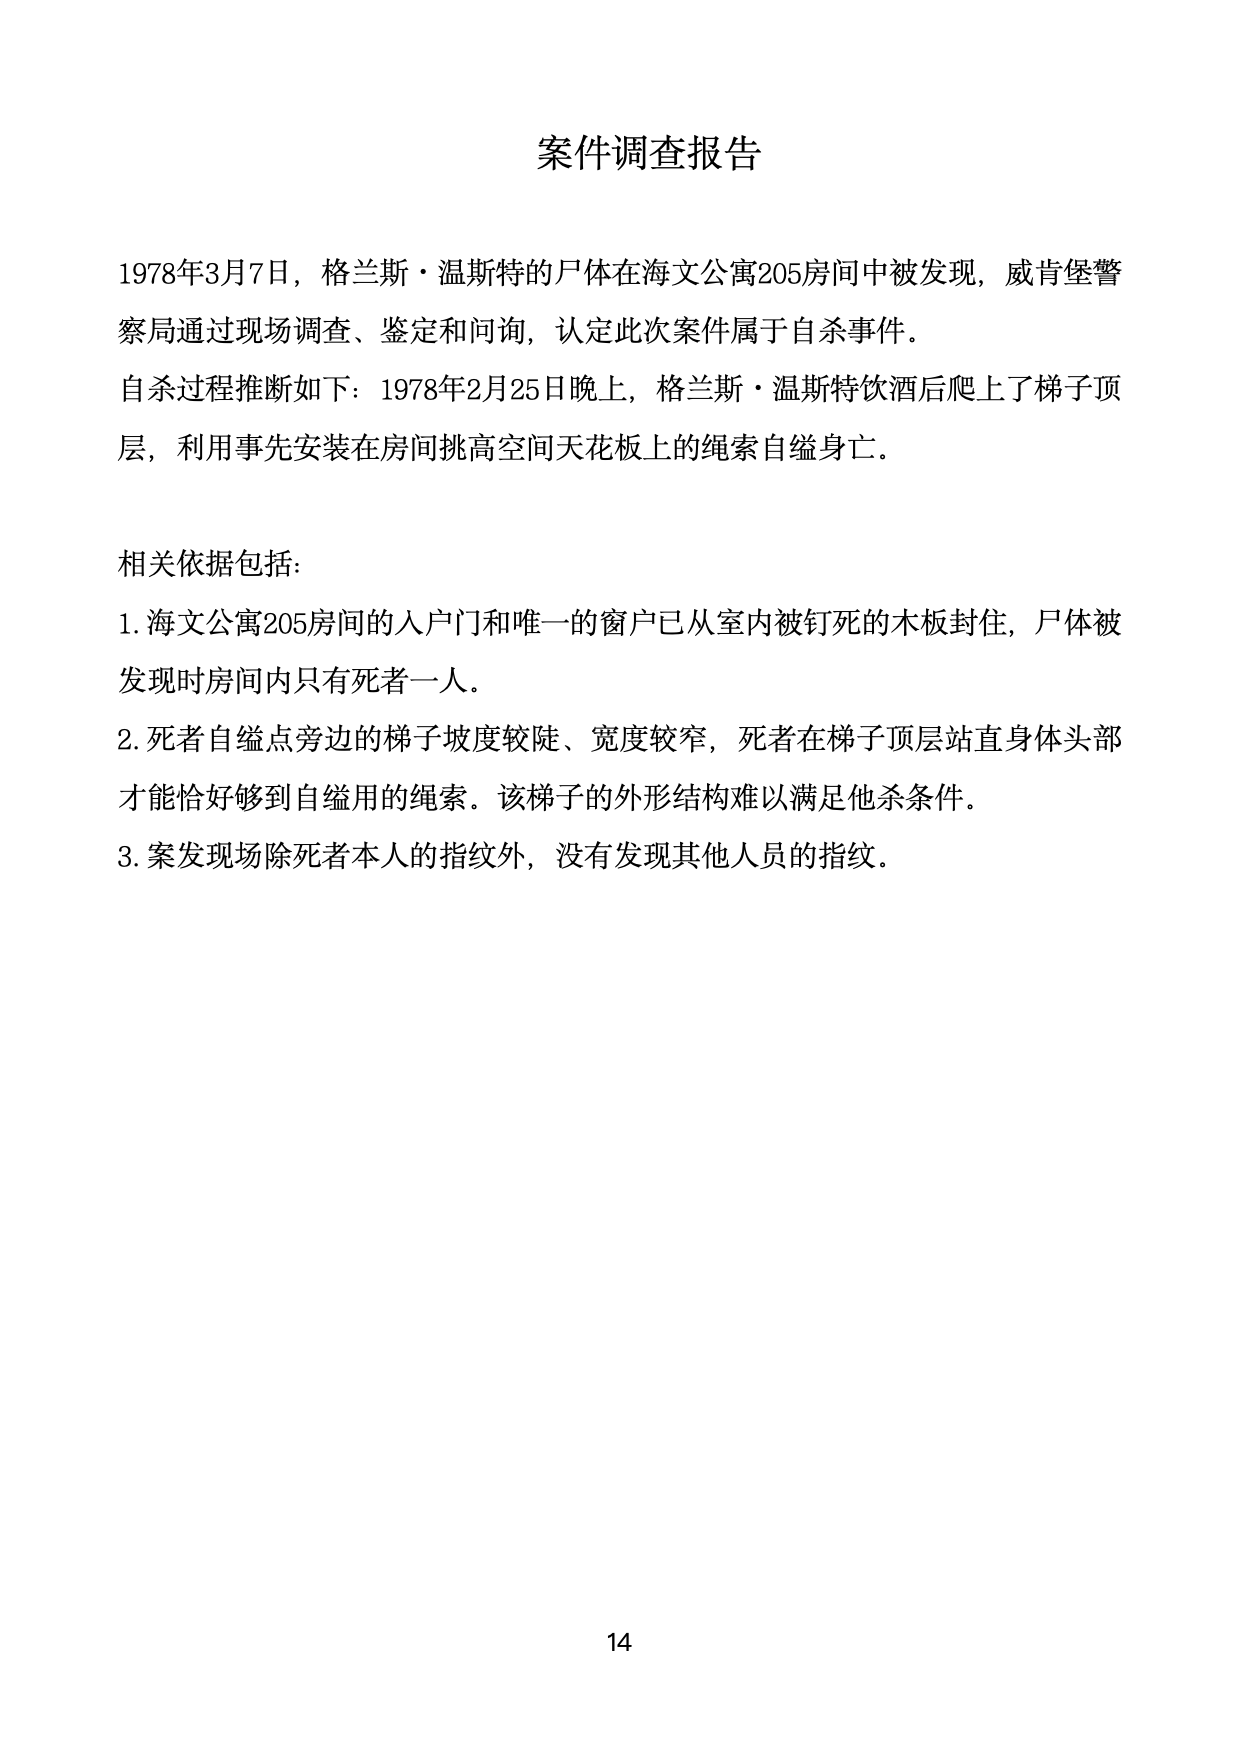 案件调查报告
1978年3月7日，格兰斯·温斯特的尸体在海文公寓205房间中被发现，威肯堡警
察局通过现场调查、鉴定和问询，认定此次案件属于自杀事件。
自杀过程推断如下：1978年2月25日晚上，格兰斯·温斯特饮酒后爬上了梯子顶
层，利用事先安装在房间挑高空间天花板上的绳索自缢身亡。
相关依据包括:
1. 海文公寓205房间的入户门和唯一的窗户已从室内被钉死的木板封住，尸体被
发现时房间内只有死者一人。
2. 死者自缢点旁边的梯子坡度较陡、宽度较窄，死者在梯子顶层站直身体头部
才能恰好够到自缢用的绳索。该梯子的外形结构难以满足他杀条件。
3. 案发现场除死者本人的指纹外，没有发现其他人员的指纹。
14